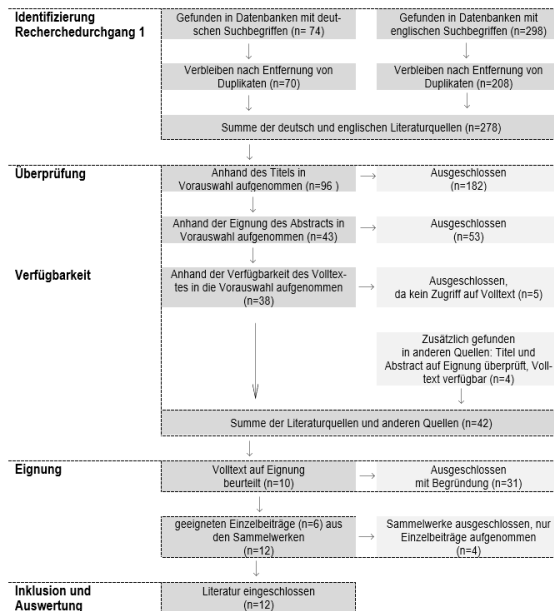 Identifizierung
Recherchedurchgang 1
Gefunden in Datenbanken mit deut-
schen Suchbegriffen (n= 74)
Gefunden in Datenbanken mit
englischen Suchbegriffen (n=298)
Verbleiben nach Entfernung von
Duplikaten (n=70)
Verbleiben nach Entfernung von
Duplikaten (n=208)
Summe der deutsch und englischen Literaturquellen (n=278)
Überprüfung
Anhand des Titels in
Vorauswahl aufgenommen (n=96 )
Ausgeschlossen
(n=182)
Anhand der Eignung des Abstracts in
Vorauswahl aufgenommen (n=43)
Ausgeschlossen
(n=53)
Verfügbarkeit
Anhand der Verfügbarkeit des Volltex-
tes in die Vorauswahl aufgenommen
(n=38)
Ausgeschlossen,
da kein Zugriff auf Volltext (n=5)
Zusätzlich gefunden
in anderen Quellen: Titel und
Abstract auf Eignung überprüft, Voll-
text verfügbar (n=4)
Summe der Literaturquellen und anderen Quellen (n=42)
Eignung
Volltext auf Eignung
beurteilt (n=10)
Ausgeschlossen
mit Begründung (n=31)
geeigneten Einzelbeiträge (n=6) aus
den Sammelwerken
(n=12)
Sammelwerke ausgeschlossen, nur
Einzelbeiträge aufgenommen
(n=4)
Inklusion und
Auswertung
Literatur eingeschlossen
(n=12)